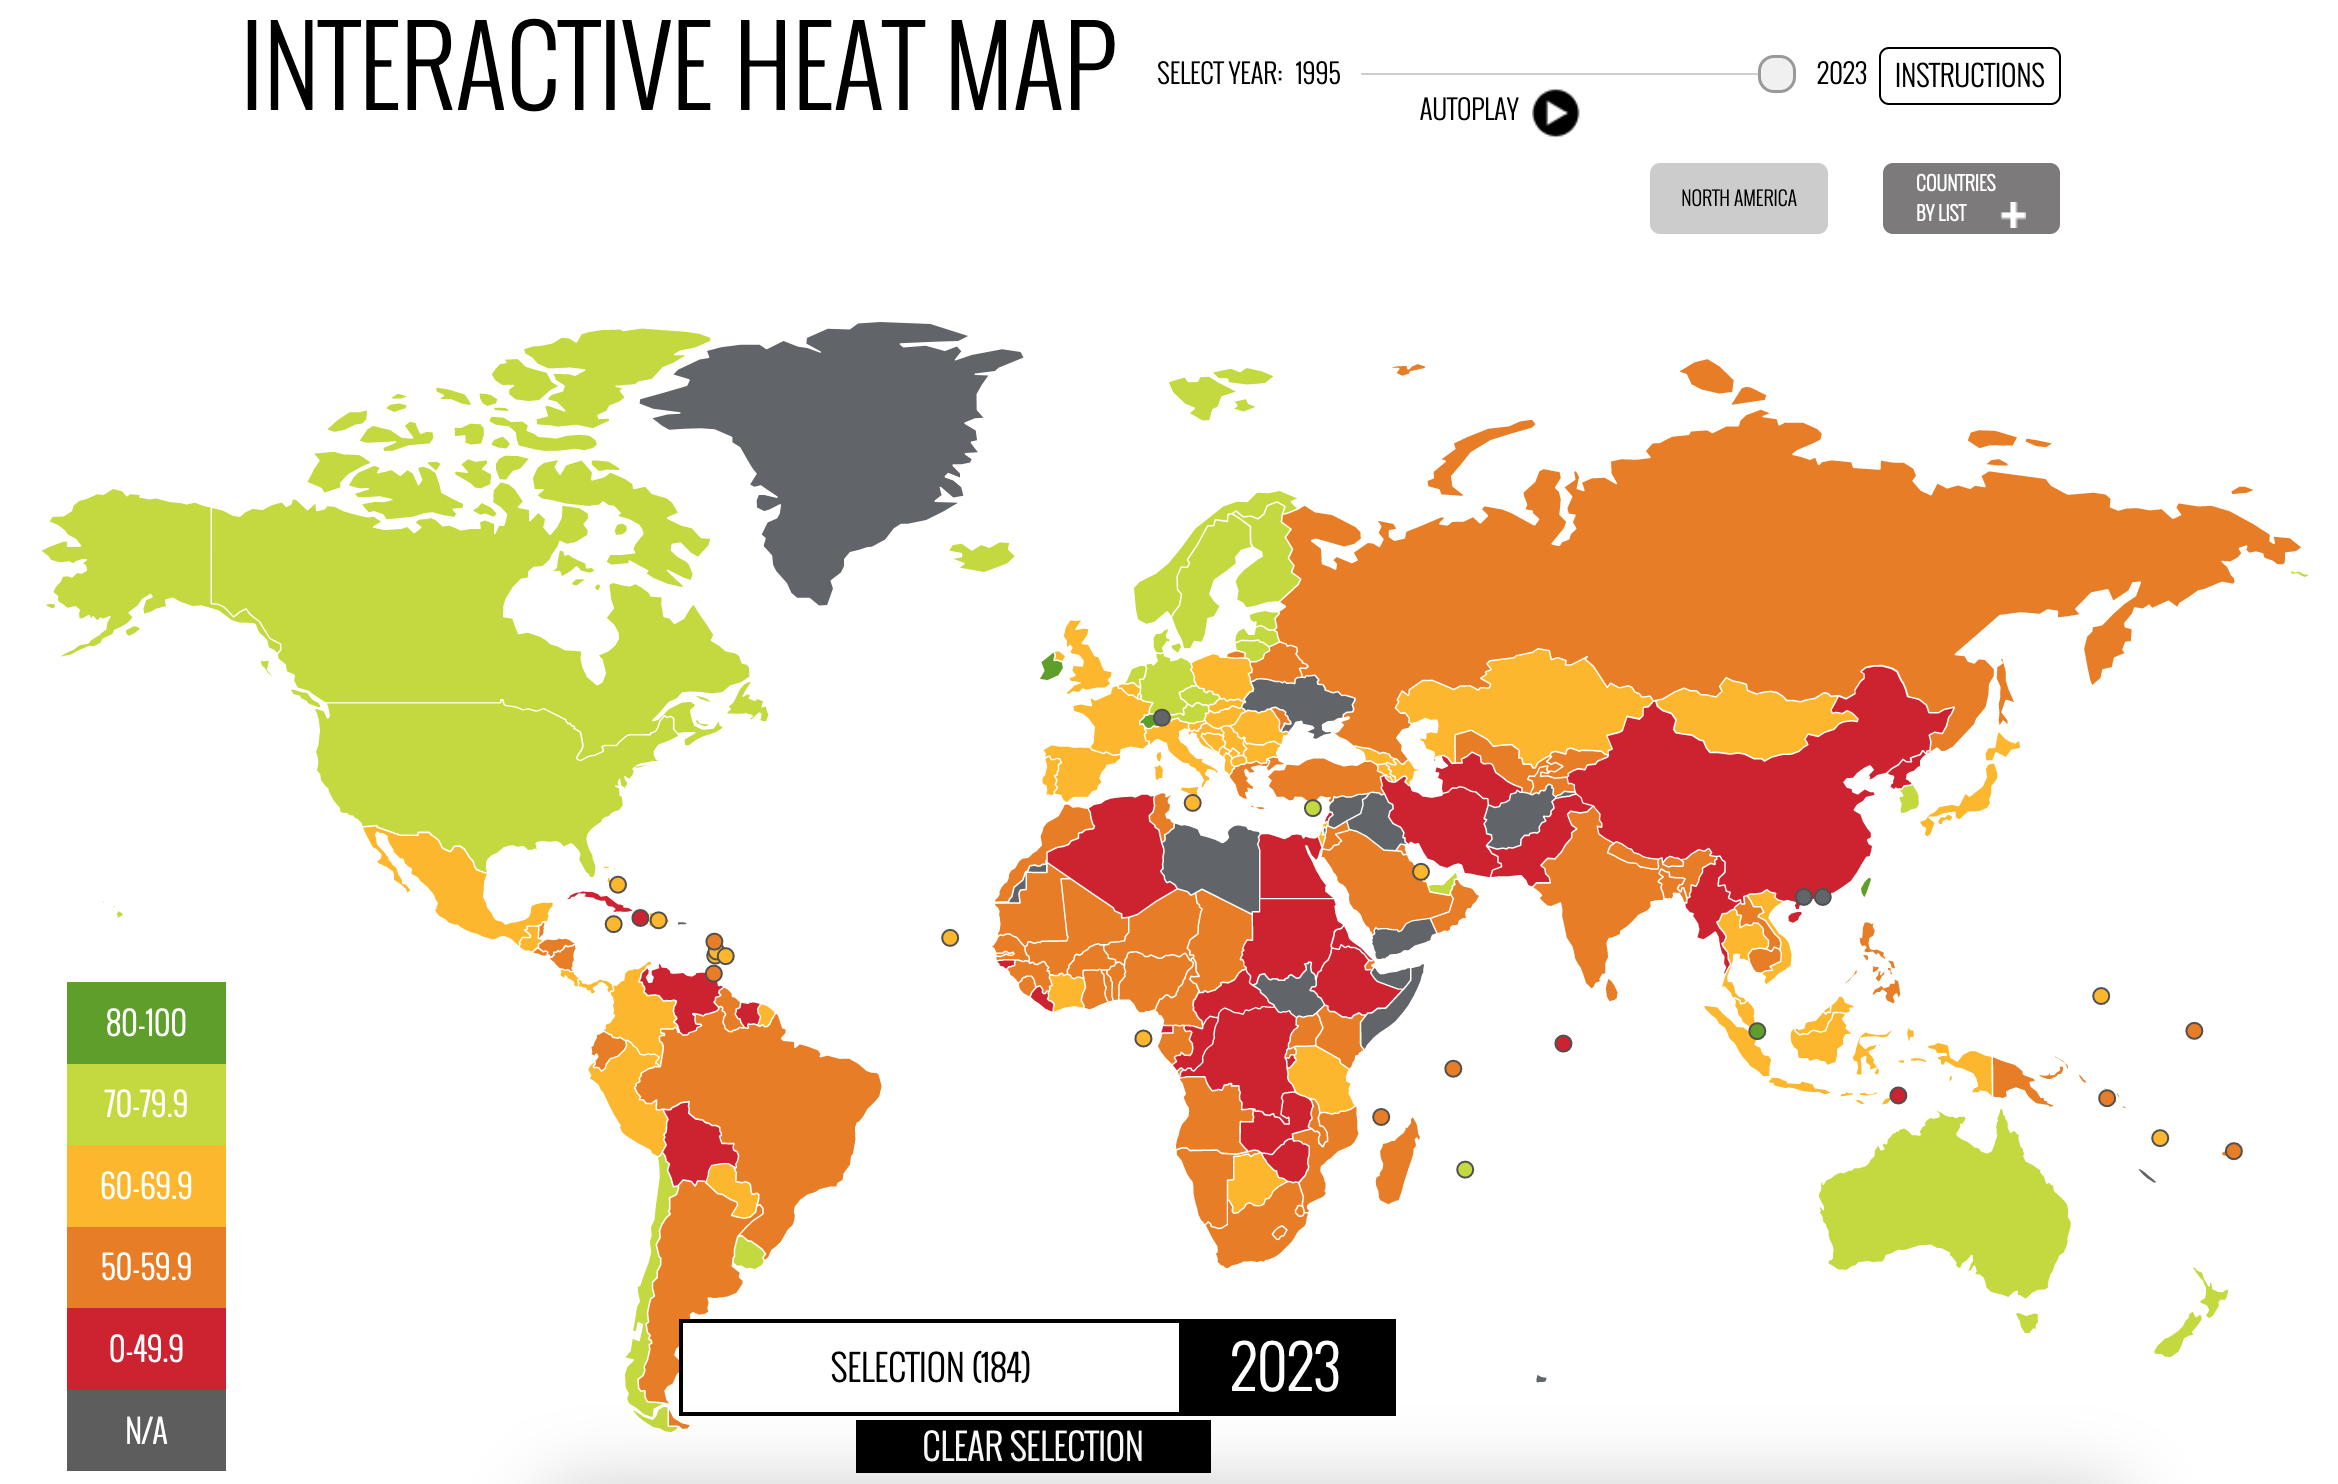 INTERACTIVE HEAT MAP
SELECT YEAR: 1995
2023
INSTRUCTIONS
AUTOPLAY
NORTH AMERICA
COUNTRIES
BY LIST
80-100
70-79.9
60-69.9
50-59.9
0-49.9
N/A
SELECTION (184)
2023
CLEAR SELECTION